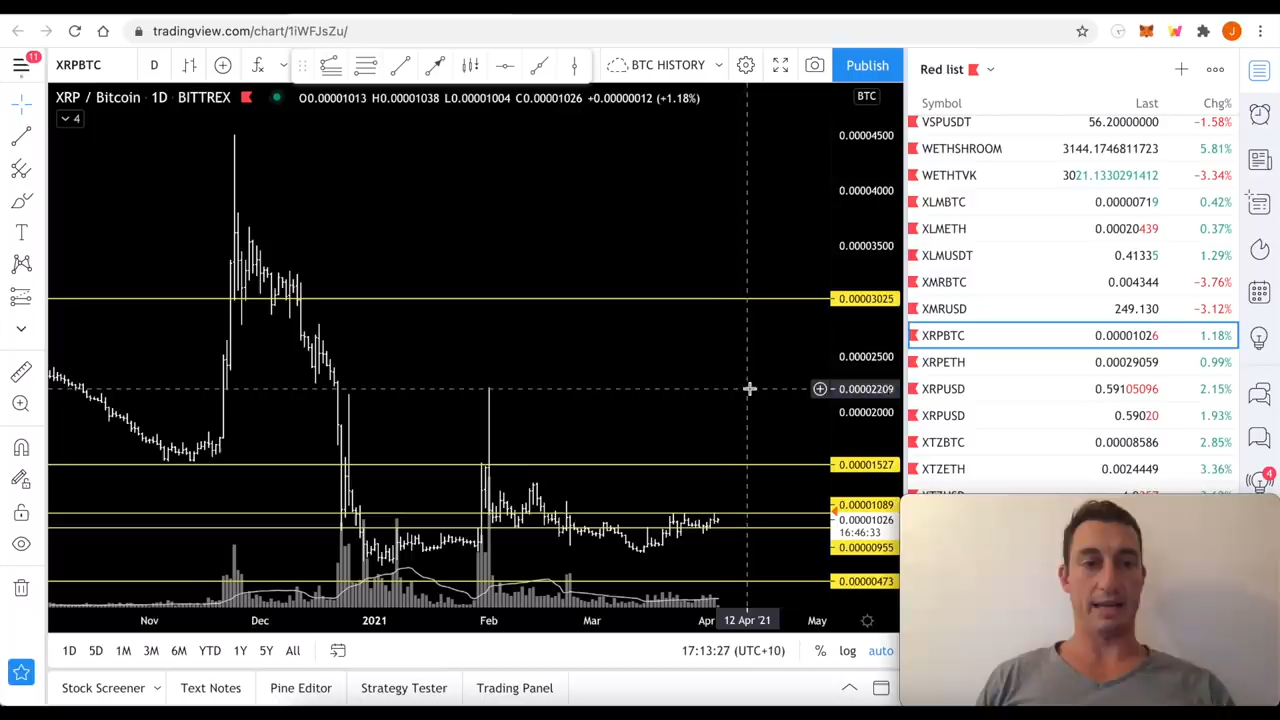 tradingview.com/chart/1iWFJsZu/
J
11
XRPBTC
D
BTC HISTORY
Publish
Red list
XRP / Bitcoin · 1D · BITTREX
O0.00001013 H0.00001038 L0.00001004 C0.00001026 +0.00000012 (+1.18%)
BTC
4
Symbol Last Chg%
VSPUSDT 56.20000000 −1.58%
WETHSHROOM 3144.1746811723 5.81%
WETHTVK 3021.1330291412 −3.34%
XLMBTC 0.00000719 0.42%
XLMETH 0.00020439 0.37%
XLMUSDT 0.41335 1.29%
XMRBTC 0.004344 −3.76%
XMRUSD 249.130 −3.12%
XRPBTC 0.00001026 1.18%
XRPETH 0.00029059 0.99%
XRPUSD 0.59105096 2.15%
XRPUSD 0.59020 1.93%
XTZBTC 0.00008586 2.85%
XTZETH 0.0024449 3.36%
4
0.00004500
0.00004000
0.00003500
0.00003025
0.00002500
0.00002209
0.00002000
0.00001527
0.00001089
0.00001026
16:46:33
0.00000955
0.00000473
Nov Dec 2021 Feb Mar Apr 12 Apr '21 May
1D 5D 1M 3M 6M YTD 1Y 5Y All
17:13:27 (UTC+10) % log auto
Stock Screener Text Notes Pine Editor Strategy Tester Trading Panel